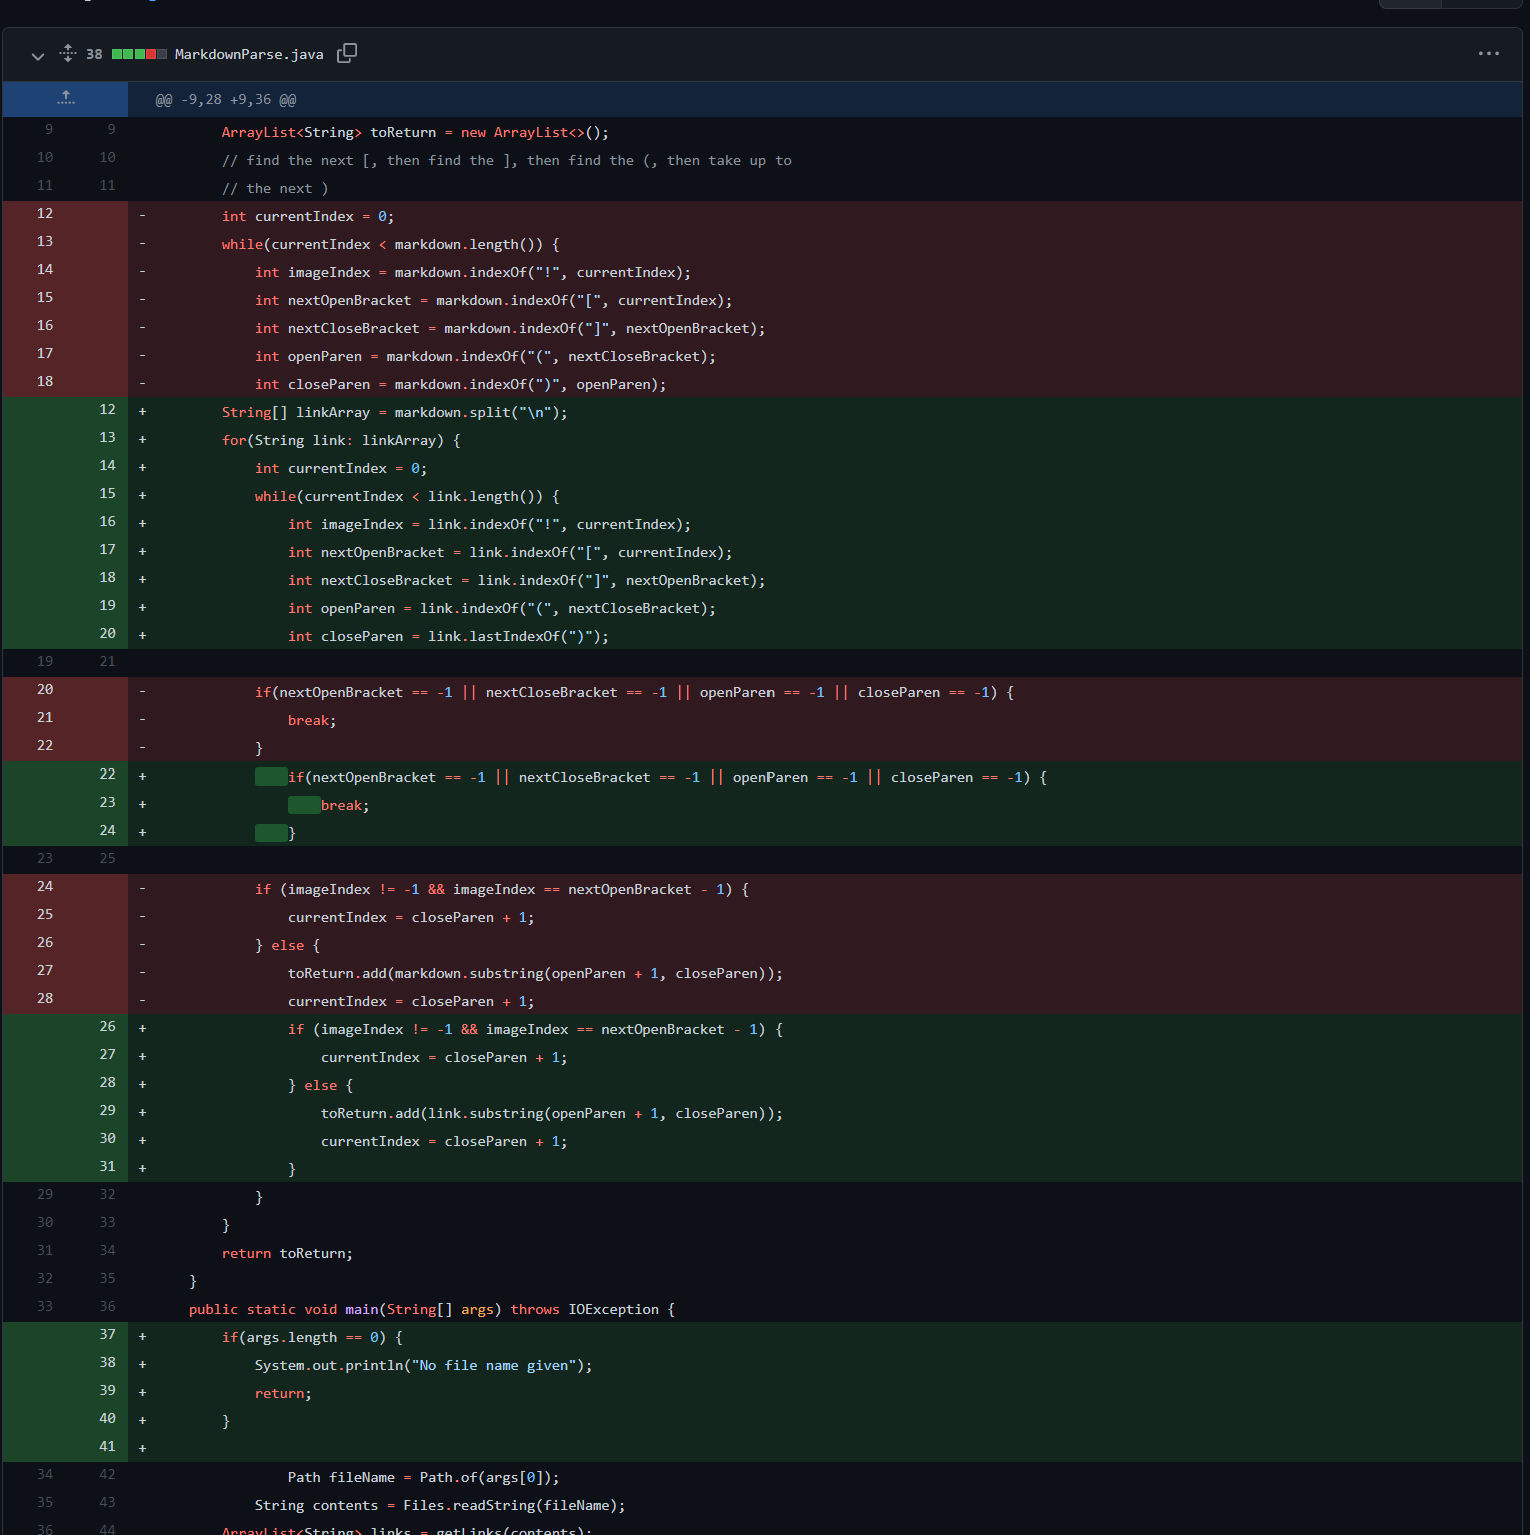 38 MarkdownParse.java
@@ -9,28 +9,36 @@
9 9 ArrayList<String> toReturn = new ArrayList<>();
10 10 // find the next [, then find the ], then find the (, then take up to
11 11 // the next )
12 - int currentIndex = 0;
13 - while(currentIndex < markdown.length()) {
14 - int imageIndex = markdown.indexOf("!", currentIndex);
15 - int nextOpenBracket = markdown.indexOf("[", currentIndex);
16 - int nextCloseBracket = markdown.indexOf("]", nextOpenBracket);
17 - int openParen = markdown.indexOf("(", nextCloseBracket);
18 - int closeParen = markdown.indexOf(")", openParen);
12 + String[] linkArray = markdown.split("\n");
13 + for(String link: linkArray) {
14 + int currentIndex = 0;
15 + while(currentIndex < link.length()) {
16 + int imageIndex = link.indexOf("!", currentIndex);
17 + int nextOpenBracket = link.indexOf("[", currentIndex);
18 + int nextCloseBracket = link.indexOf("]", nextOpenBracket);
19 + int openParen = link.indexOf("(", nextCloseBracket);
20 + int closeParen = link.lastIndexOf(")");
19 21
20 - if(nextOpenBracket == -1 || nextCloseBracket == -1 || openParen == -1 || closeParen == -1) {
21 - break;
22 - }
22 + if(nextOpenBracket == -1 || nextCloseBracket == -1 || openParen == -1 || closeParen == -1) {
23 + break;
24 + }
23 25
24 - if (imageIndex != -1 && imageIndex == nextOpenBracket - 1) {
25 - currentIndex = closeParen + 1;
26 - } else {
27 - toReturn.add(markdown.substring(openParen + 1, closeParen));
28 - currentIndex = closeParen + 1;
26 + if (imageIndex != -1 && imageIndex == nextOpenBracket - 1) {
27 + currentIndex = closeParen + 1;
28 + } else {
29 + toReturn.add(link.substring(openParen + 1, closeParen));
30 + currentIndex = closeParen + 1;
31 + }
29 32 }
30 33 }
31 34 return toReturn;
32 35 }
33 36 public static void main(String[] args) throws IOException {
37 + if(args.length == 0) {
38 + System.out.println("No file name given");
39 + return;
40 + }
41 +
34 42 Path fileName = Path.of(args[0]);
35 43 String contents = Files.readString(fileName);
36 44 ArrayList<String> links = getLinks(contents);